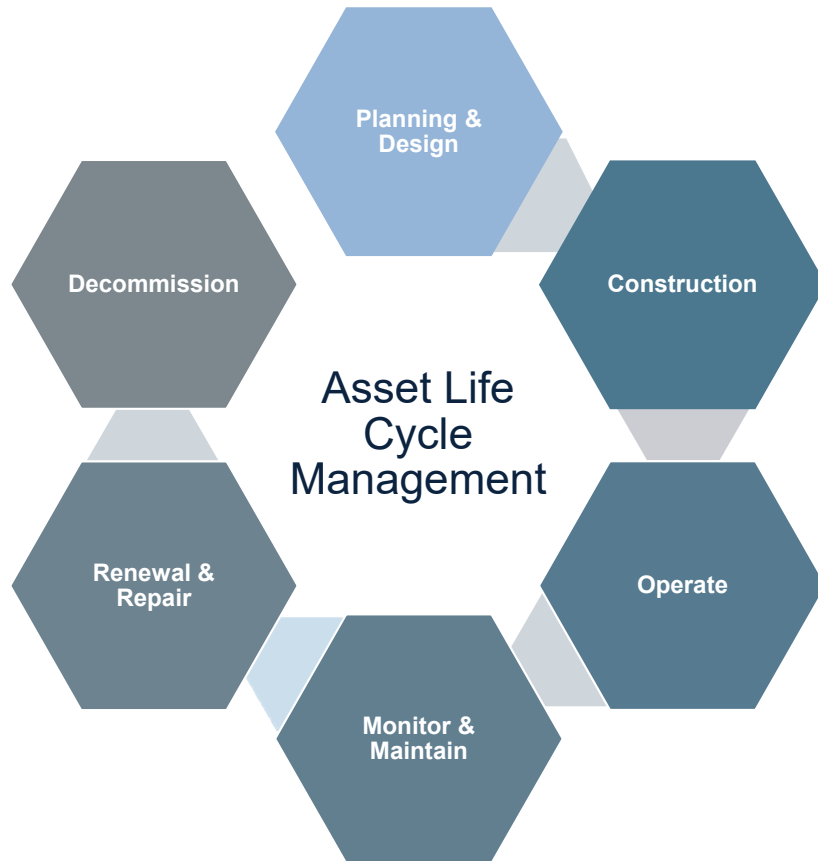 Planning &
Design
Construction
Operate
Monitor &
Maintain
Renewal &
Repair
Decommission
Asset Life
Cycle
Management